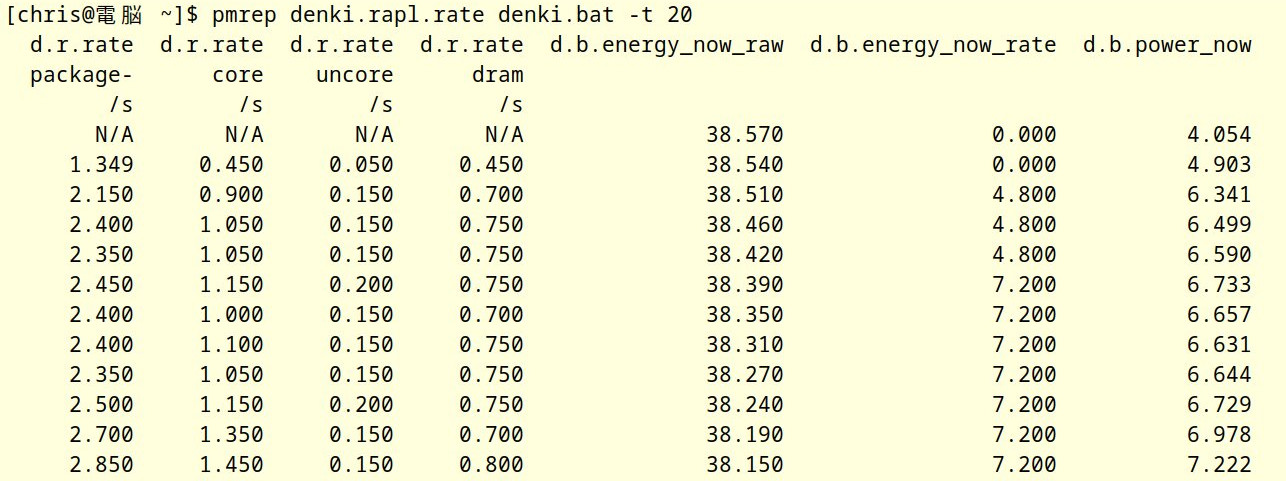 [chris@電脳 ~]$ pmrep denki.rapl.rate denki.bat -t 20
d.r.rate d.r.rate d.r.rate d.r.rate d.b.energy_now_raw d.b.energy_now_rate d.b.power_now
package- core uncore dram
/s /s /s /s
N/A N/A N/A N/A 38.570 0.000 4.054
1.349 0.450 0.050 0.450 38.540 0.000 4.903
2.150 0.900 0.150 0.700 38.510 4.800 6.341
2.400 1.050 0.150 0.750 38.460 4.800 6.499
2.350 1.050 0.150 0.750 38.420 4.800 6.590
2.450 1.150 0.200 0.750 38.390 7.200 6.733
2.400 1.000 0.150 0.700 38.350 7.200 6.657
2.400 1.100 0.150 0.750 38.310 7.200 6.631
2.350 1.050 0.150 0.750 38.270 7.200 6.644
2.500 1.150 0.200 0.750 38.240 7.200 6.729
2.700 1.350 0.150 0.700 38.190 7.200 6.978
2.850 1.450 0.150 0.800 38.150 7.200 7.222